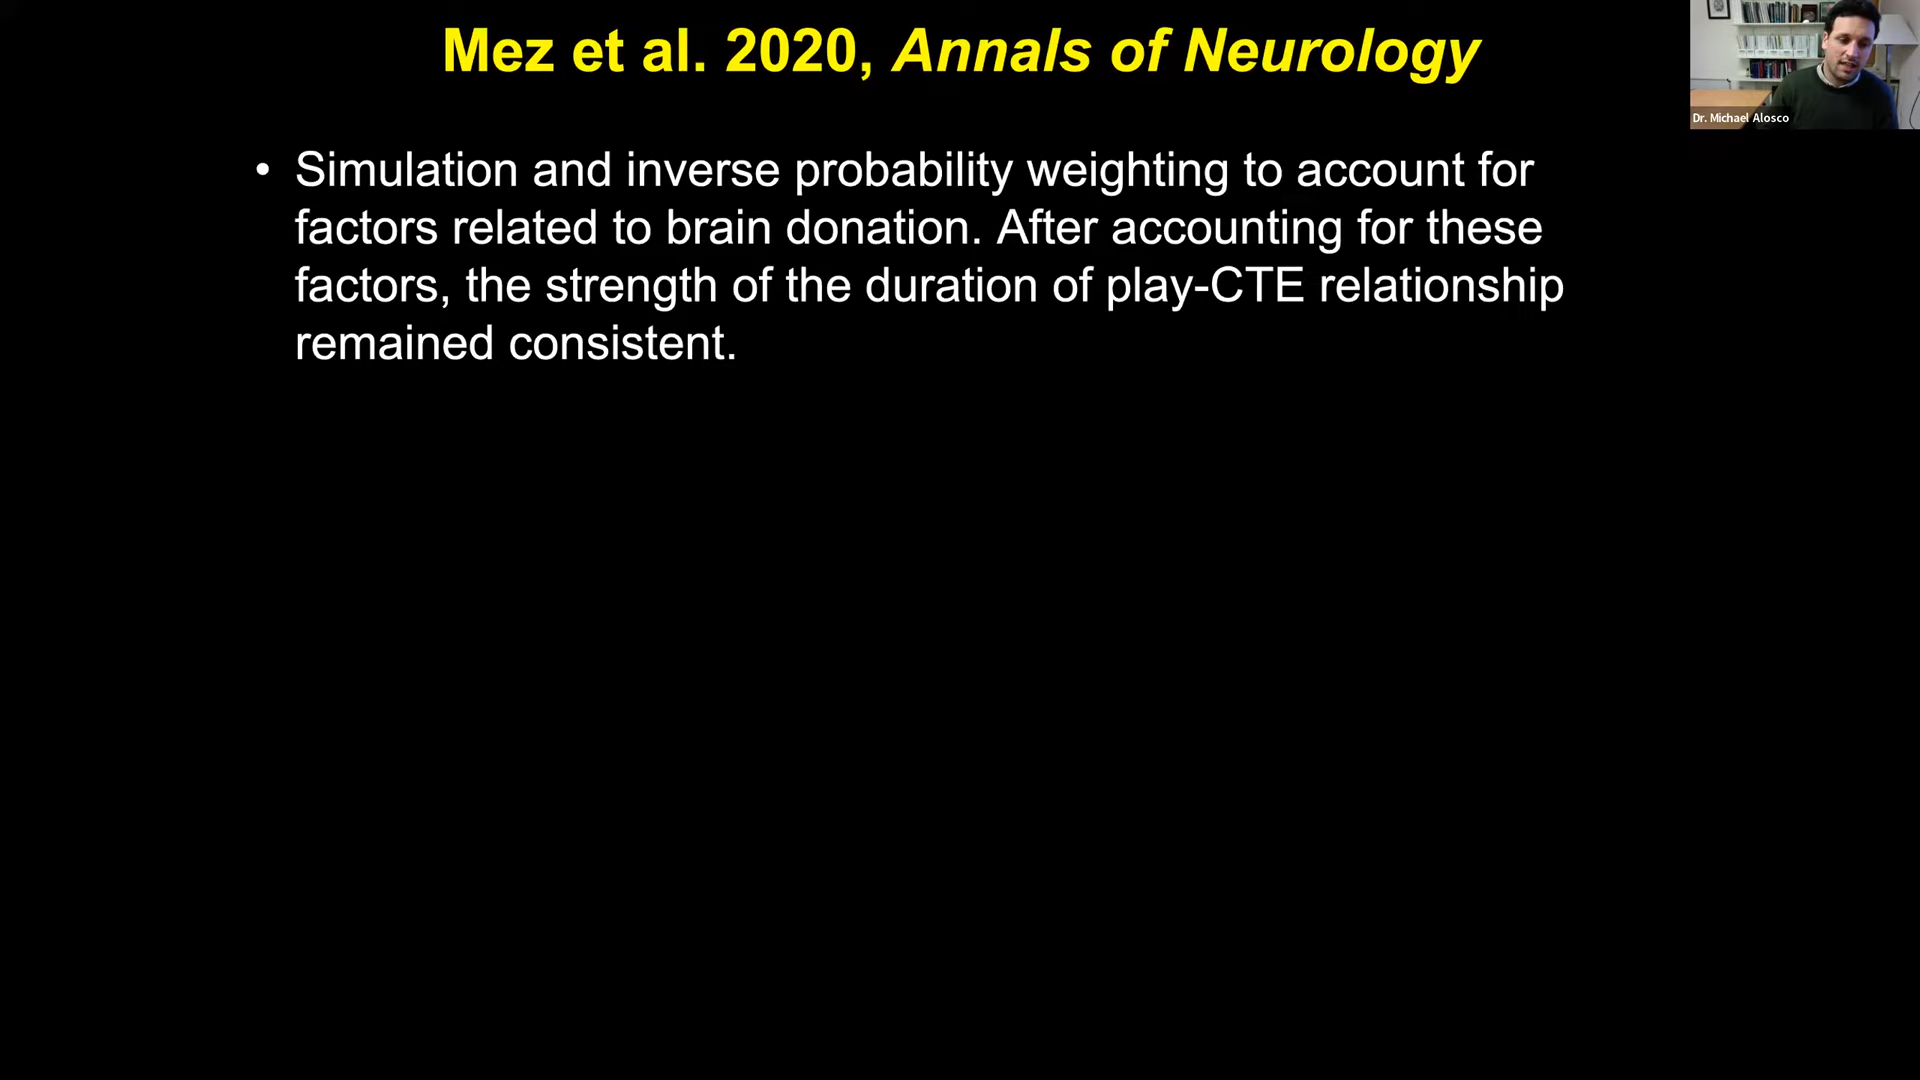 Mez et al. 2020, Annals of Neurology
• Simulation and inverse probability weighting to account for
factors related to brain donation. After accounting for these
factors, the strength of the duration of play-CTE relationship
remained consistent.
Dr. Michael Alosco